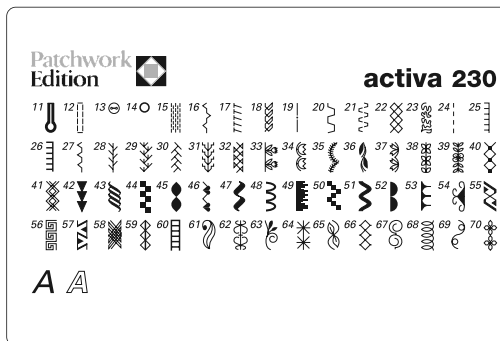 Patchwork
Edition
activa 230
11 12 13 14 15 16 17 18 19 20 21 22 23 24 25
26 27 28 29 30 31 32 33 34 35 36 37 38 39 40
41 42 43 44 45 46 47 48 49 50 51 52 53 54 55
56 57 58 59 60 61 62 63 64 65 66 67 68 69 70
A A